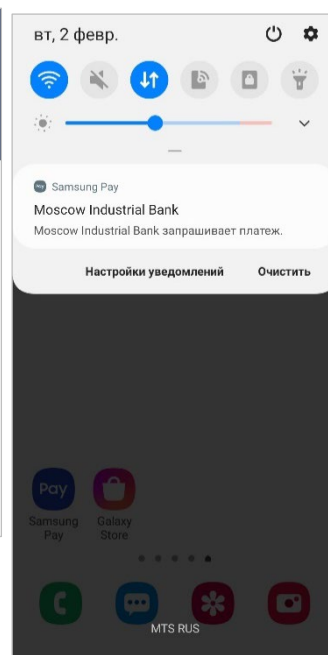 вт, 2 февр.
Pay Samsung Pay
Moscow Industrial Bank
Moscow Industrial Bank запрашивает платеж.
Настройки уведомлений Очистить
Pay
Samsung Pay
Galaxy Store
MTS RUS